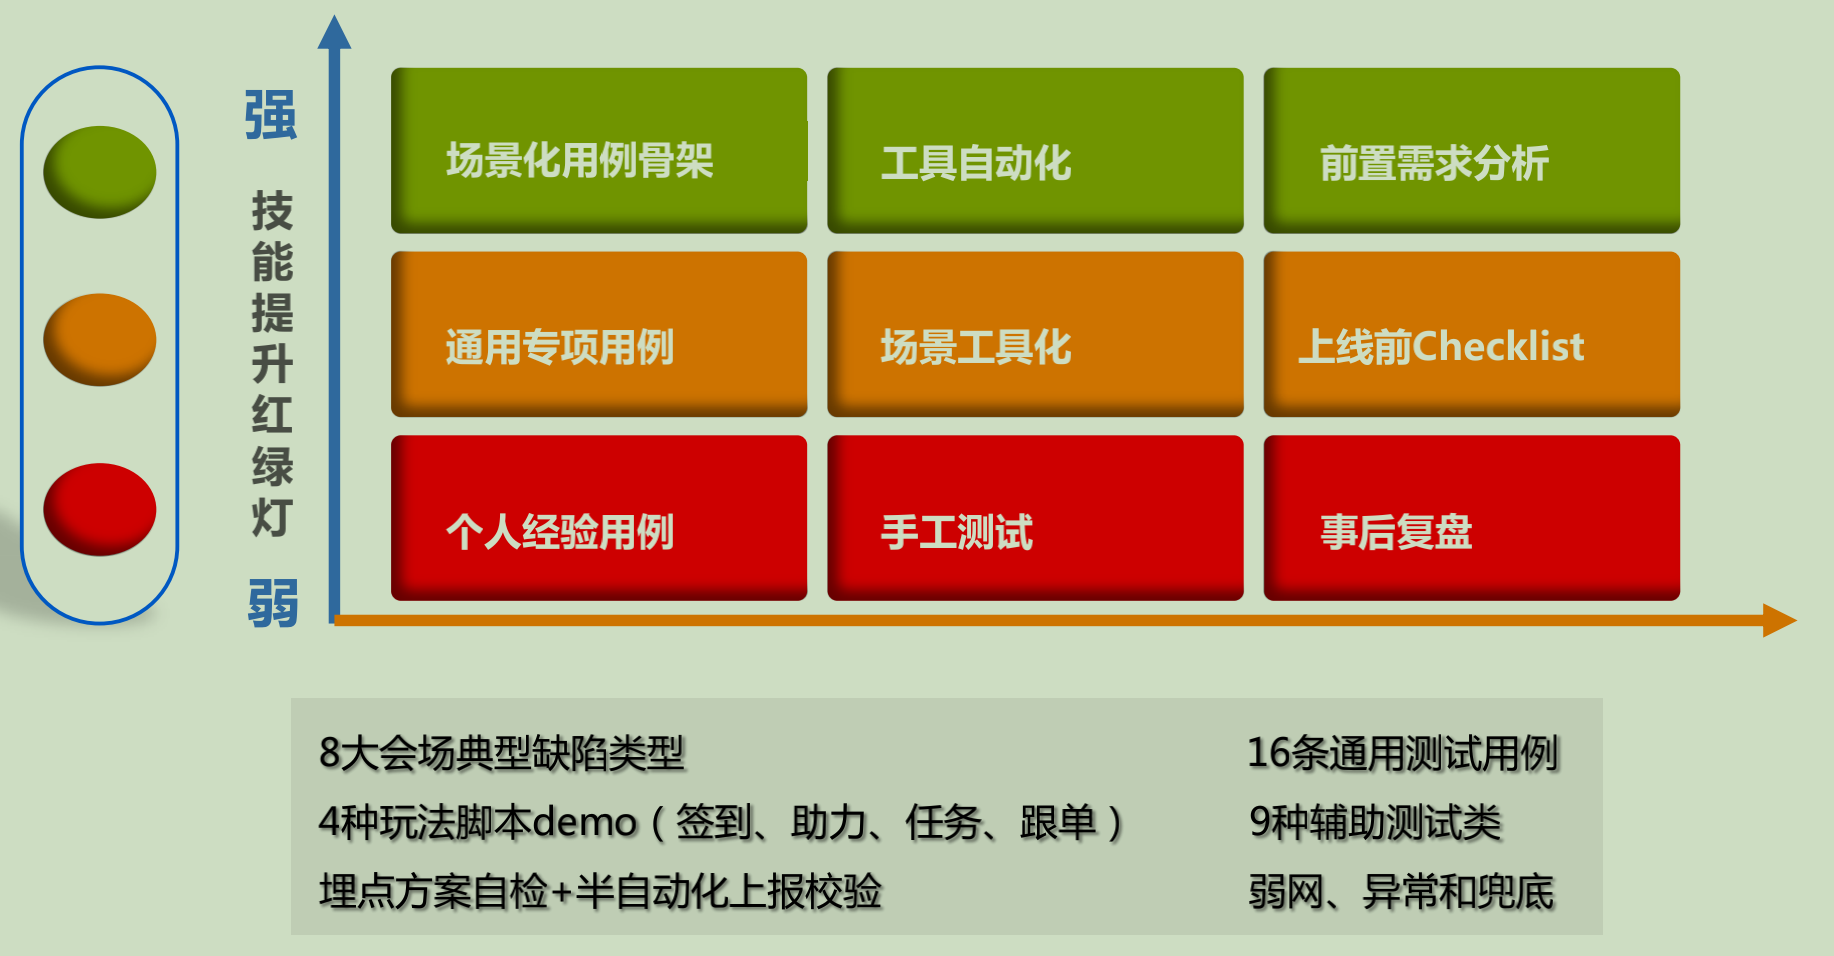 强
技能提升红绿灯
弱
场景化用例骨架
工具自动化
前置需求分析
通用专项用例
场景工具化
上线前Checklist
个人经验用例
手工测试
事后复盘
8大会场典型缺陷类型
16条通用测试用例
4种玩法脚本demo（签到、助力、任务、跟单）
9种辅助测试类
埋点方案自检+半自动化上报校验
弱网、异常和兜底